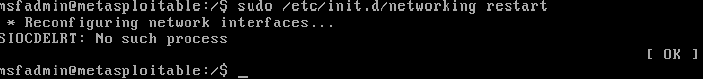 msfadmin@metasploitable:/$ sudo /etc/init.d/networking restart
 * Reconfiguring network interfaces...
SIOCDELRT: No such process
[ OK ]
msfadmin@metasploitable:/$ _